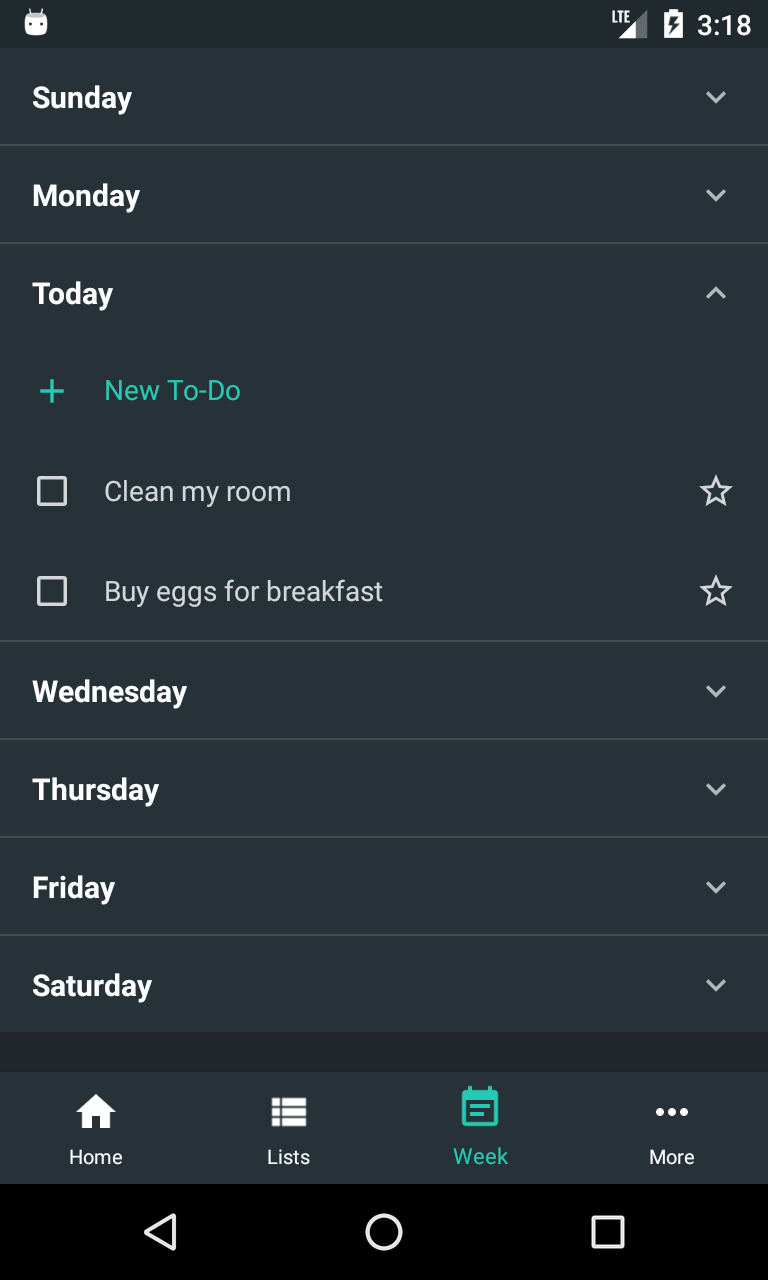 LTE 3:18
Sunday
Monday
Today
New To-Do
Clean my room
Buy eggs for breakfast
Wednesday
Thursday
Friday
Saturday
Home Lists Week More